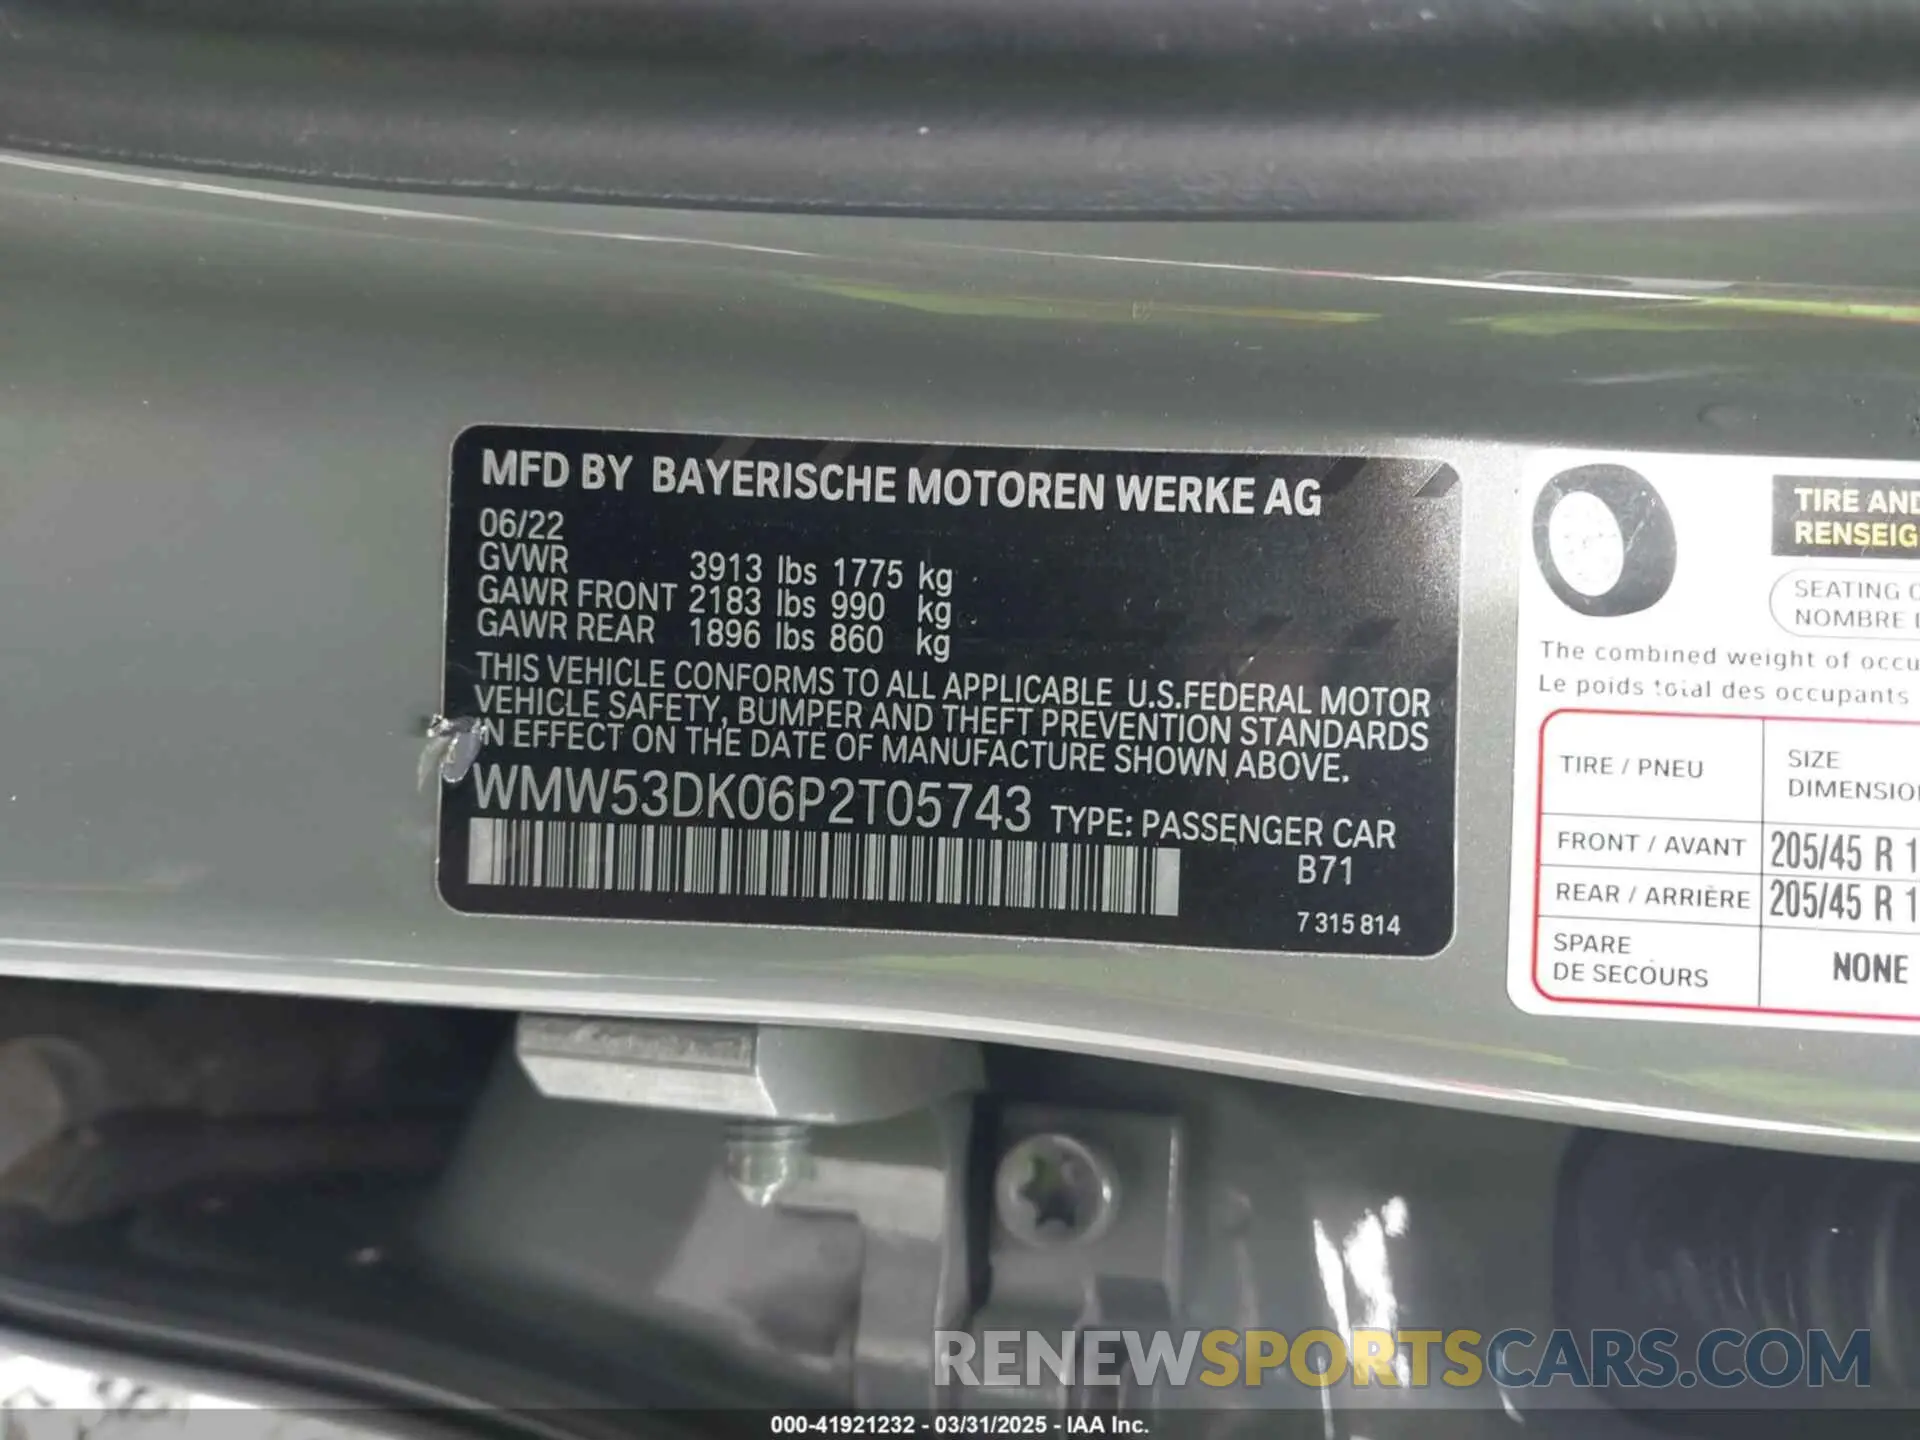 MFD BY BAYERISCHE MOTOREN WERKE AG
06/22
GVWR 3913 lbs 1775 kg
GAWR FRONT 2183 lbs 990 kg
GAWR REAR 1896 lbs 860 kg
THIS VEHICLE CONFORMS TO ALL APPLICABLE U.S.FEDERAL MOTOR
VEHICLE SAFETY, BUMPER AND THEFT PREVENTION STANDARDS
IN EFFECT ON THE DATE OF MANUFACTURE SHOWN ABOVE.
WMW53DK06P2T05743 TYPE: PASSENGER CAR
B71
7 315 814
TIRE AND
RENSEIG
SEATING
NOMBRE
The combined weight of occu
Le poids total des occupants
TIRE / PNEU
SIZE
DIMENSIO
FRONT / AVANT 205/45 R 1
REAR / ARRIÈRE 205/45 R 1
SPARE
DE SECOURS
NONE
RENEWSPORTSCARS.COM
000-41921232 - 03/31/2025 - IAA Inc.